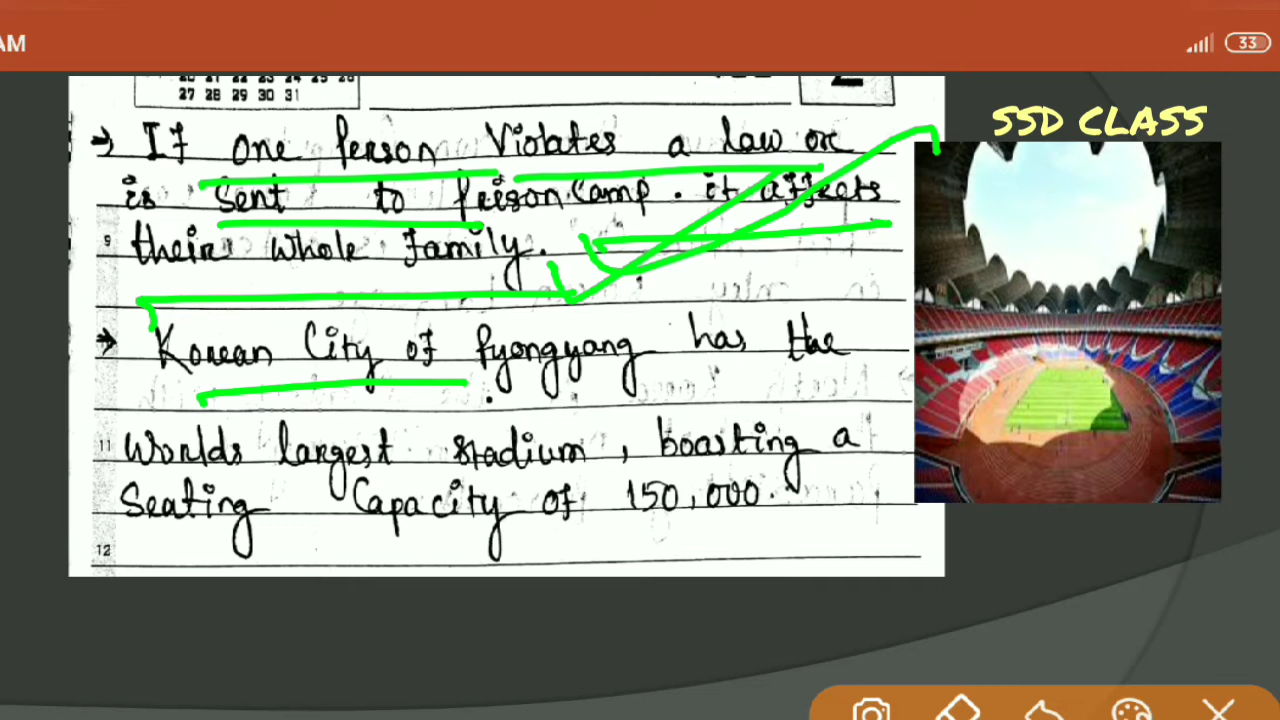 AM
33
27 28 29 30 31
SSD CLASS
→ If one person Violates a law or
is sent to prison camp. it affects
9
their whole family.
→ Korean City of Pyongyang has the
11 Worlds largest stadium, boasting a
Seating Capacity of 150,000.
12